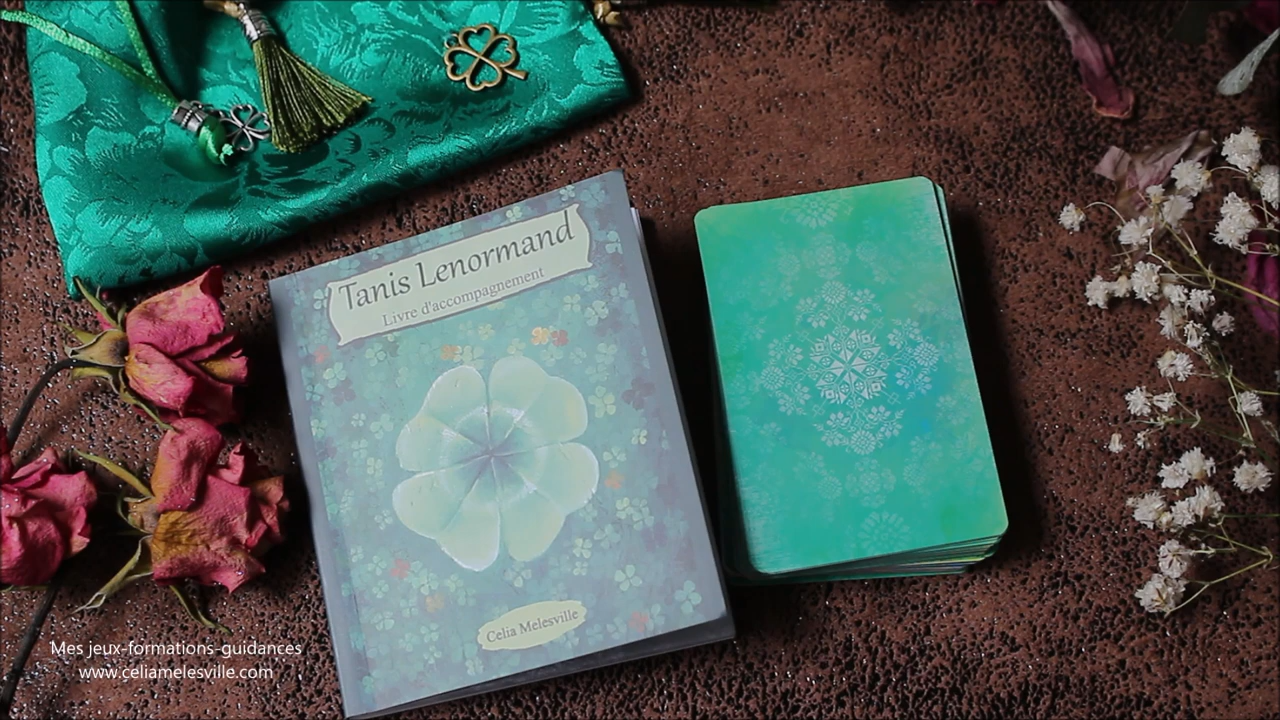 Tanis Lenormand
Livre d'accompagnement
Celia Melesville
Mes jeux-formations-guidances
www.celiamelesville.com